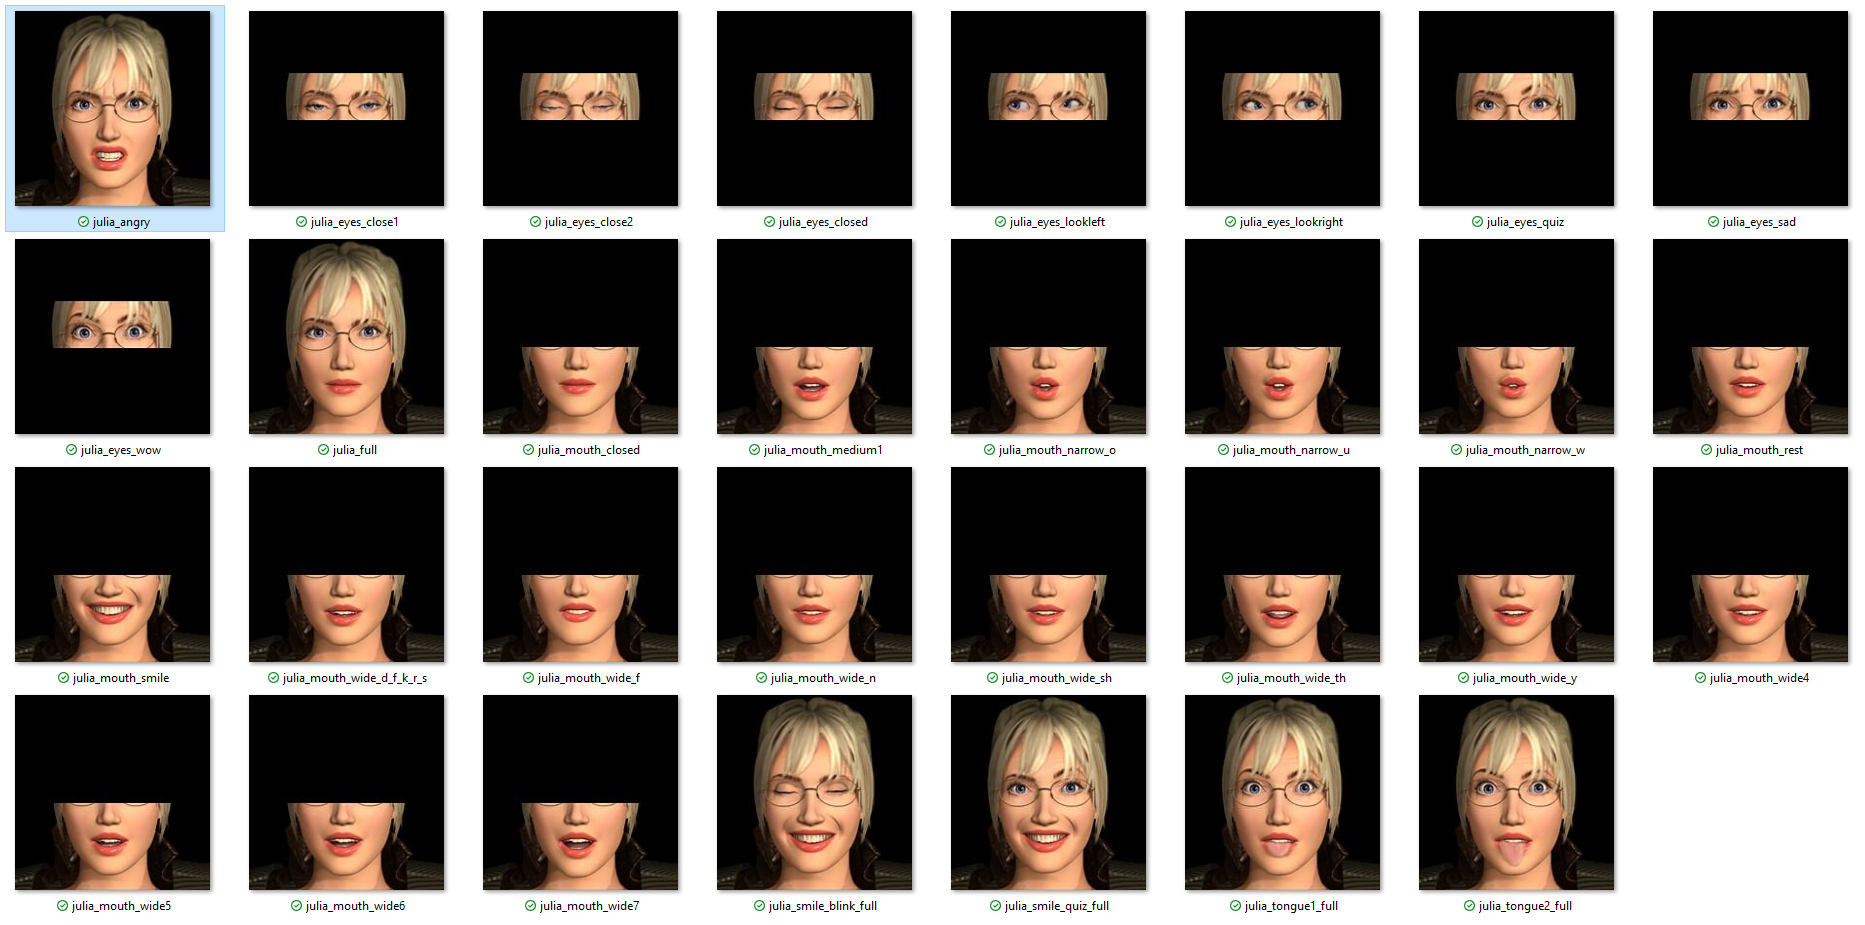 julia_angry
julia_eyes_close1
julia_eyes_close2
julia_eyes_closed
julia_eyes_lookleft
julia_eyes_lookright
julia_eyes_quiz
julia_eyes_sad
julia_eyes_wow
julia_full
julia_mouth_closed
julia_mouth_medium1
julia_mouth_narrow_o
julia_mouth_narrow_u
julia_mouth_narrow_w
julia_mouth_rest
julia_mouth_smile
julia_mouth_wide_d_f_k_r_s
julia_mouth_wide_f
julia_mouth_wide_n
julia_mouth_wide_sh
julia_mouth_wide_th
julia_mouth_wide_y
julia_mouth_wide4
julia_mouth_wide5
julia_mouth_wide6
julia_mouth_wide7
julia_smile_blink_full
julia_smile_quiz_full
julia_tongue1_full
julia_tongue2_full